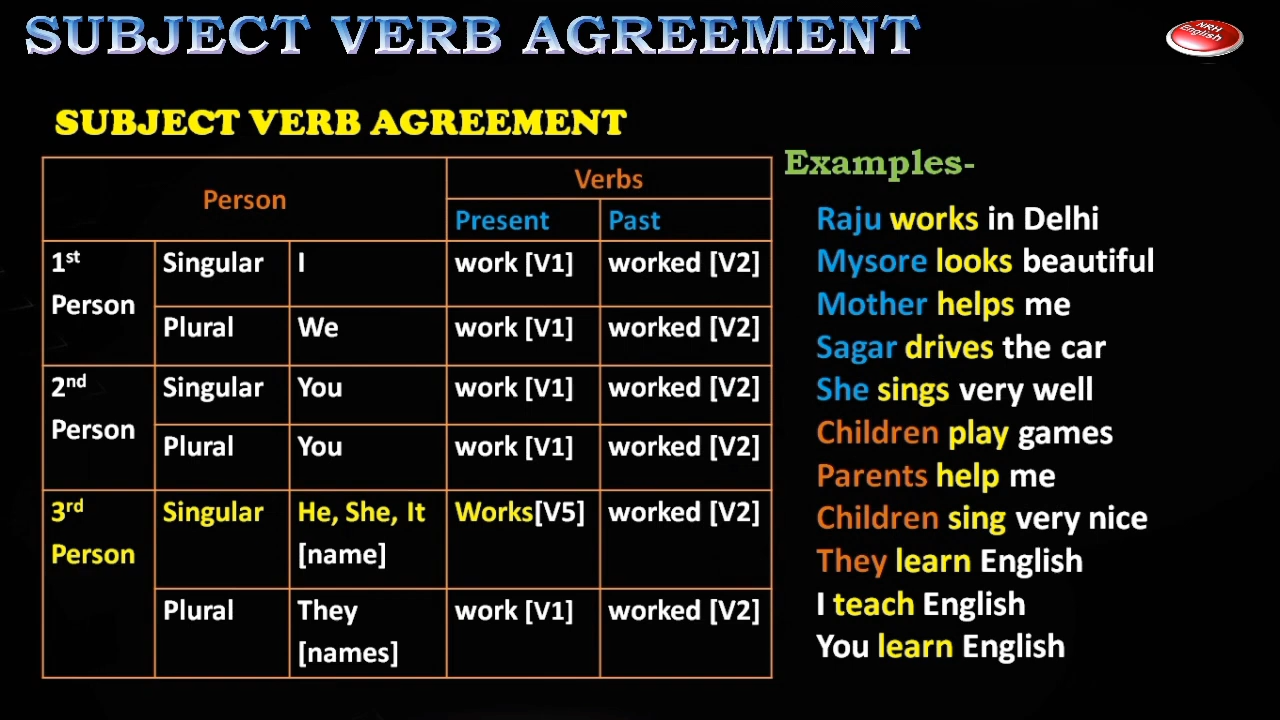 SUBJECT VERB AGREEMENT
NRH
English
SUBJECT VERB AGREEMENT
Person
Verbs
Present
Past
1st Person
Singular
I
work [V1]
worked [V2]
Plural
We
work [V1]
worked [V2]
2nd Person
Singular
You
work [V1]
worked [V2]
Plural
You
work [V1]
worked [V2]
3rd Person
Singular
He, She, It
[name]
Works[V5]
worked [V2]
Plural
They
[names]
work [V1]
worked [V2]
Examples-
Raju works in Delhi
Mysore looks beautiful
Mother helps me
Sagar drives the car
She sings very well
Children play games
Parents help me
Children sing very nice
They learn English
I teach English
You learn English